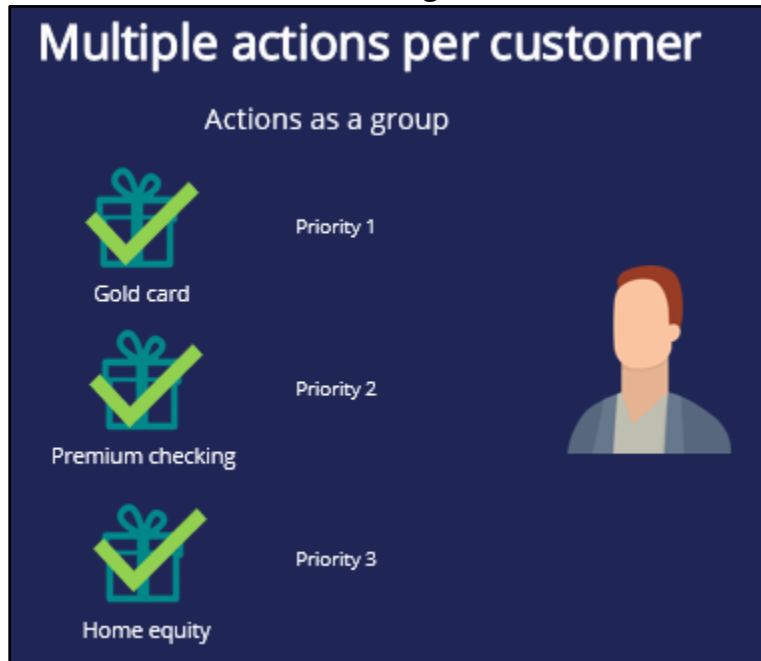 Multiple actions per customer
Actions as a group
Priority 1
Gold card
Priority 2
Premium checking
Priority 3
Home equity